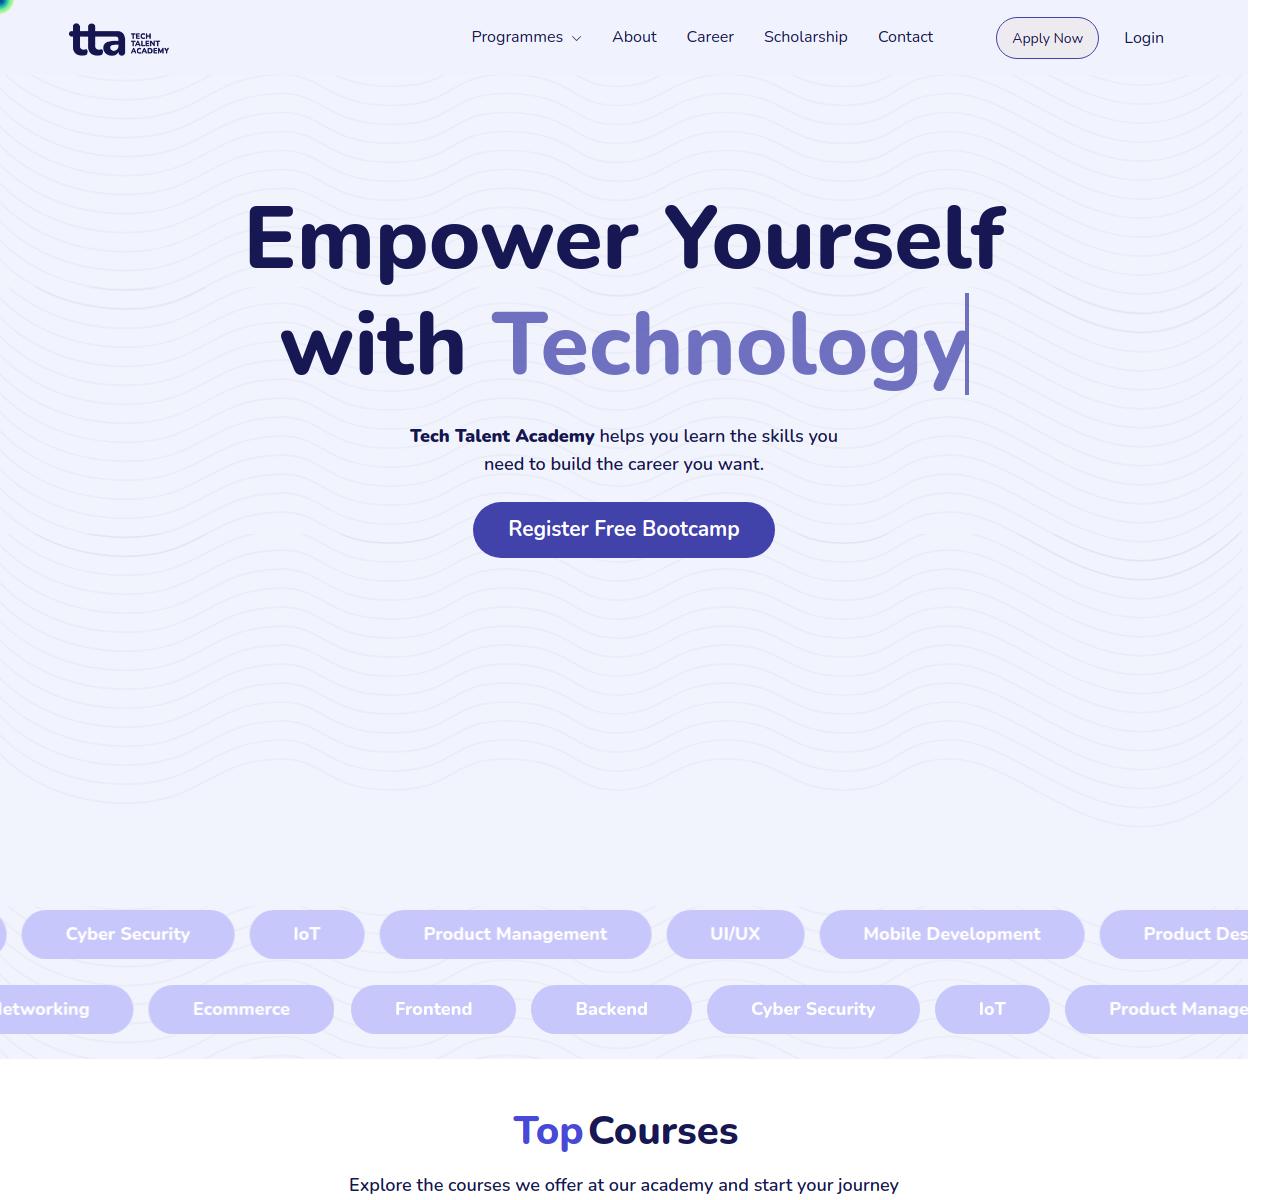 tta TECH TALENT ACADEMY
Programmes About Career Scholarship Contact Apply Now Login
Empower Yourself
with Technology
Tech Talent Academy helps you learn the skills you
need to build the career you want.
Register Free Bootcamp
Cyber Security IoT Product Management UI/UX Mobile Development Product Des
etworking Ecommerce Frontend Backend Cyber Security IoT Product Manage
Top Courses
Explore the courses we offer at our academy and start your journey